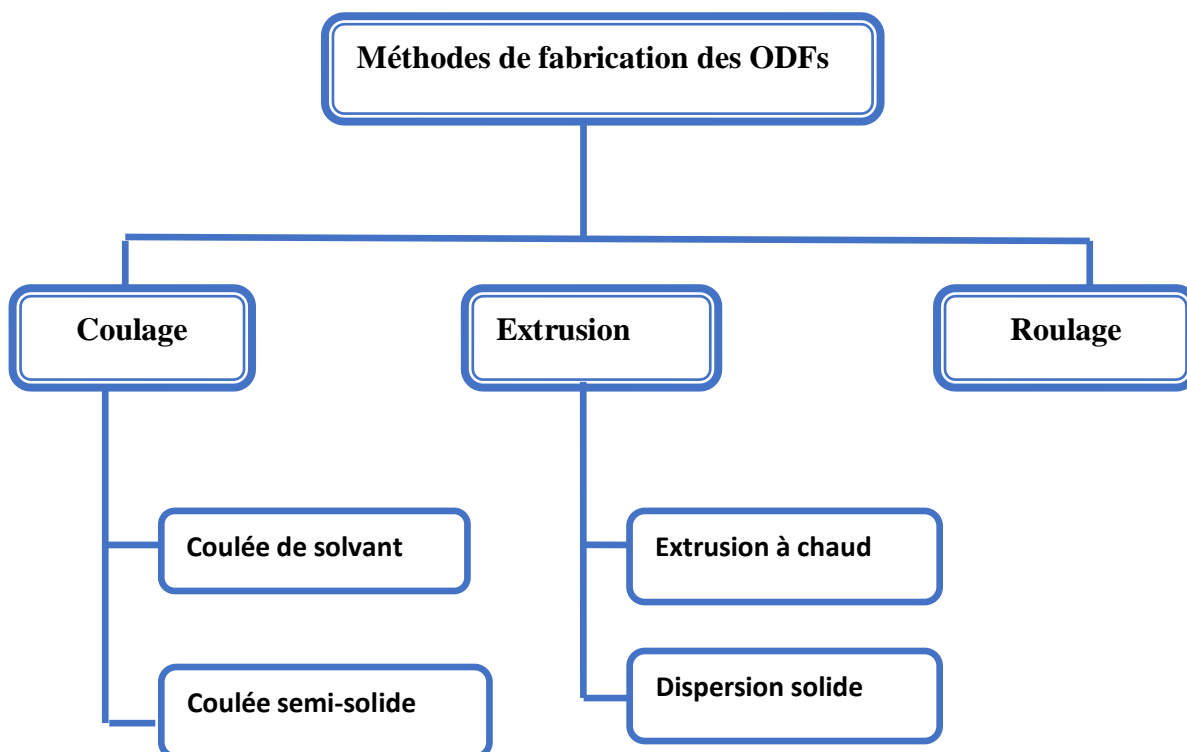 Méthodes de fabrication des ODFs
Coulage
Extrusion
Roulage
Coulée de solvant
Extrusion à chaud
Coulée semi-solide
Dispersion solide